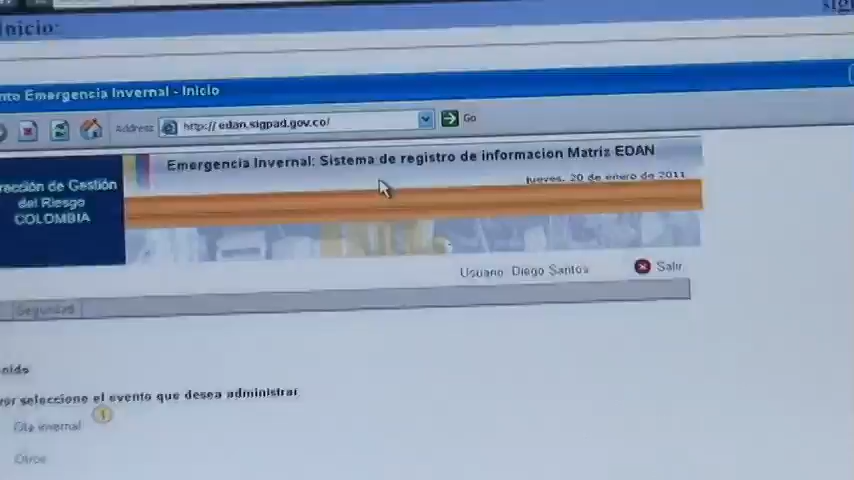 nicio:
nto Emergencia Invernal - Inicio
Address http://edan.sigpad.gov.co/ Go
Emergencia Invernal: Sistema de registro de informacion Matriz EDAN
jueves, 20 de enero de 2011
rección de Gestión
del Riesgo
COLOMBIA
Usuario Diego Santos Salir
Seguridad
nido
vor seleccione el evento que desea administrar
Ola invernal
Otros